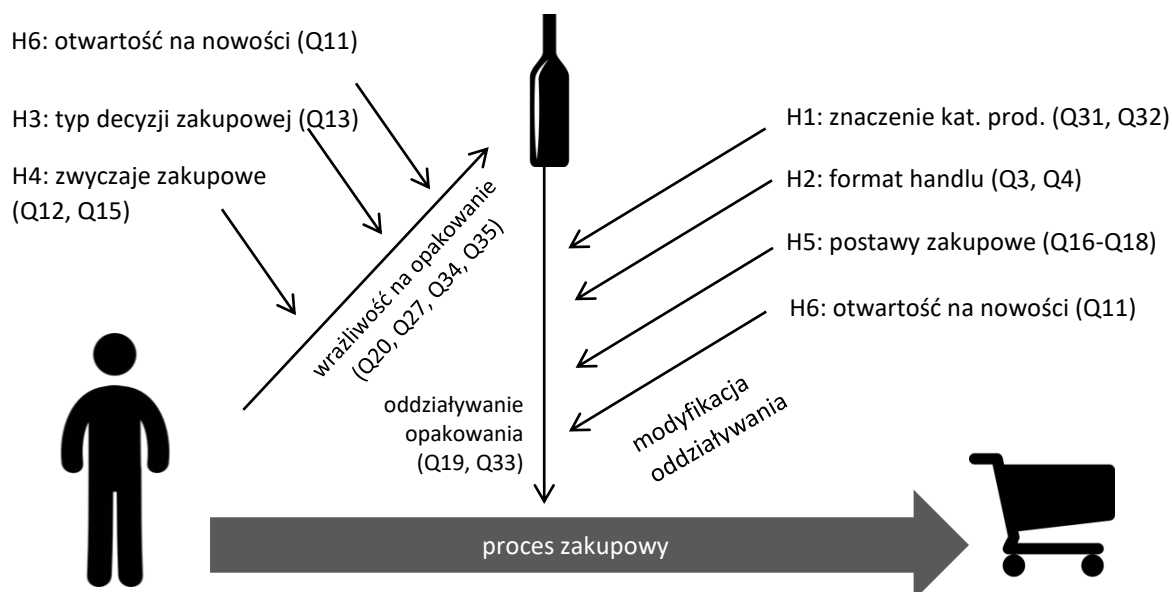 H6: otwartość na nowości (Q11)
H3: typ decyzji zakupowej (Q13)
H4: zwyczaje zakupowe
(Q12, Q15)
wrażliwość na opakowanie
(Q20, Q27, Q34, Q35)
H1: znaczenie kat. prod. (Q31, Q32)
H2: format handlu (Q3, Q4)
H5: postawy zakupowe (Q16-Q18)
H6: otwartość na nowości (Q11)
oddziaływanie
opakowania
(Q19, Q33)
modyfikacja
oddziaływania
proces zakupowy